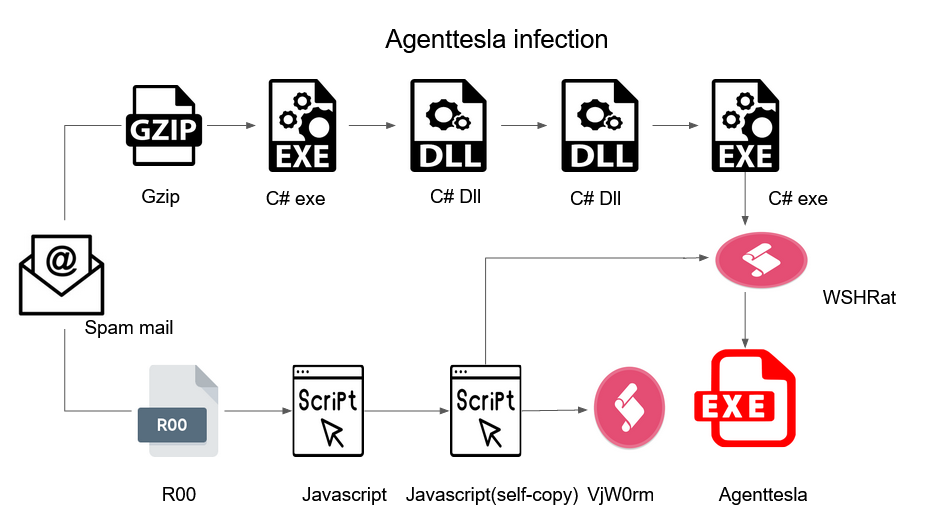 Agenttesla infection
GZIP
EXE
DLL
DLL
EXE
Gzip
C# exe
C# Dll
C# Dll
C# exe
@
WSHRat
Spam mail
R00
Script
Script
EXE
R00
Javascript
Javascript(self-copy)
VjW0rm
Agenttesla